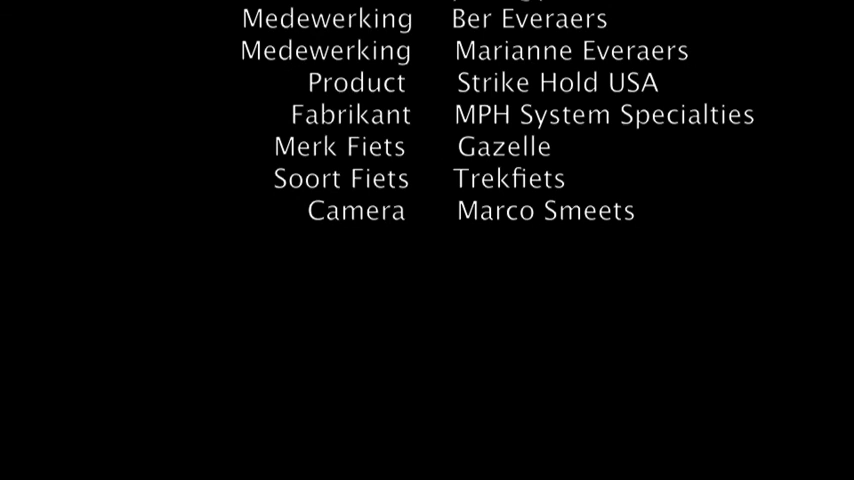 Medewerking Ber Everaers
Medewerking Marianne Everaers
Product Strike Hold USA
Fabrikant MPH System Specialties
Merk Fiets Gazelle
Soort Fiets Trekfiets
Camera Marco Smeets